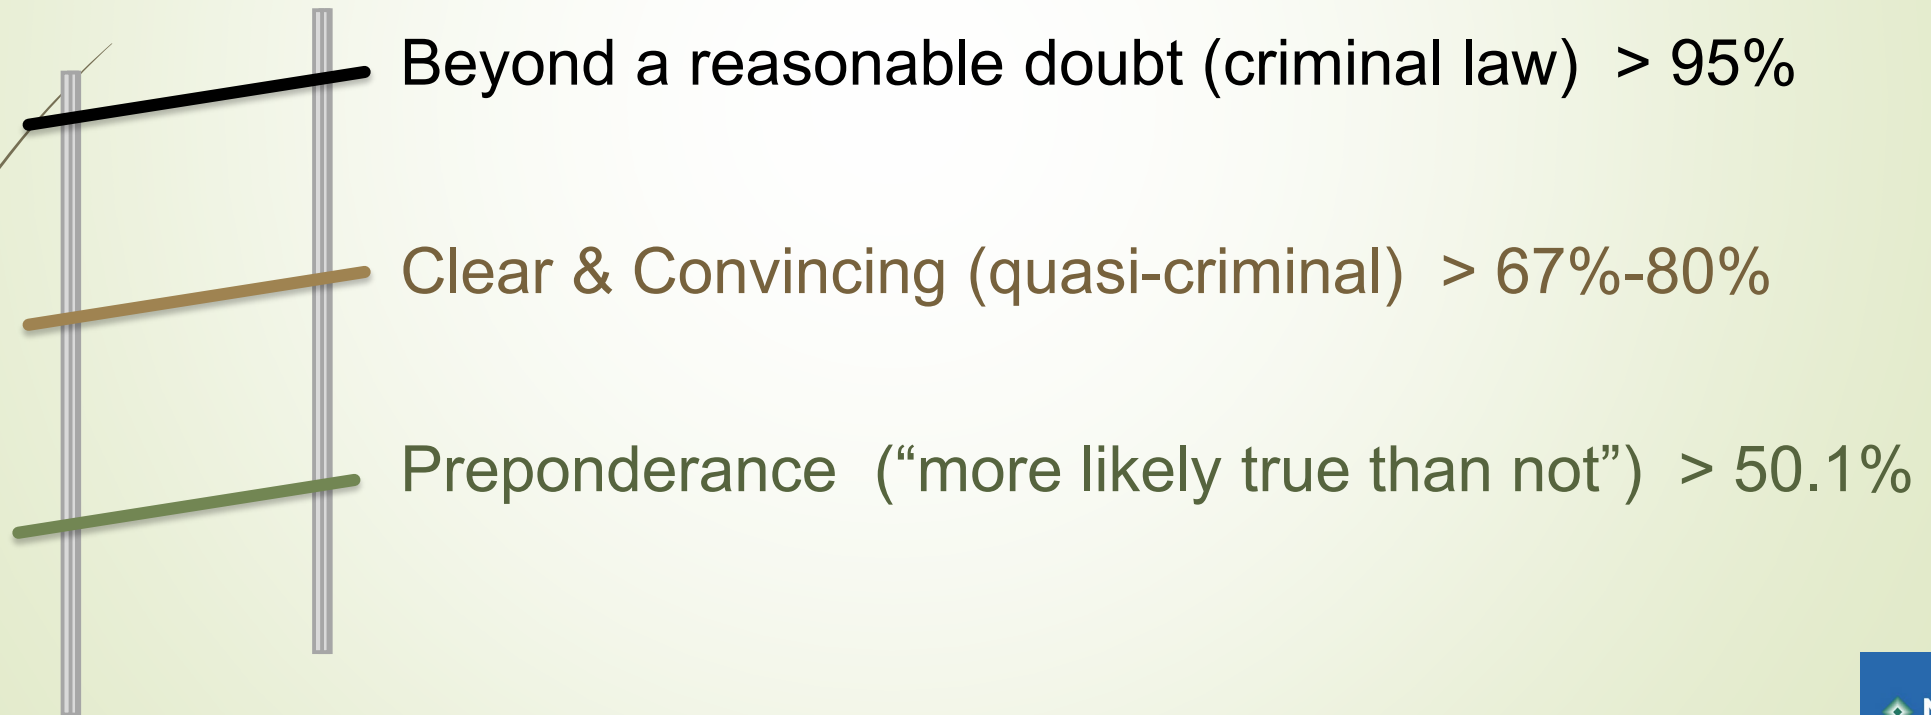 Beyond a reasonable doubt (criminal law) > 95%
Clear & Convincing (quasi-criminal) > 67%-80%
Preponderance (“more likely true than not”) > 50.1%